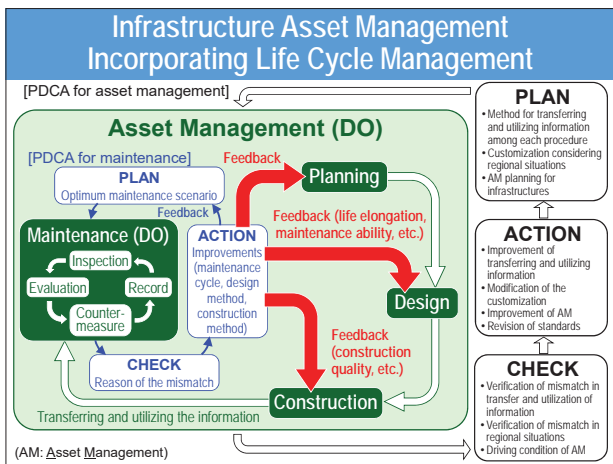 Infrastructure Asset Management
Incorporating Life Cycle Management
[PDCA for asset management]
Asset Management (DO)
[PDCA for maintenance]
PLAN
Optimum maintenance scenario
Feedback
Maintenance (DO)
Inspection
Evaluation
Record
Counter-
measure
ACTION
Improvements
(maintenance
cycle, design
method,
construction
method)
CHECK
Reason of the mismatch
Feedback
Planning
Feedback (life elongation,
maintenance ability, etc.)
Design
Feedback
(construction
quality, etc.)
Construction
Transferring and utilizing the information
(AM: Asset Management)
PLAN
• Method for transferring
and utilizing information
among each procedure
• Customization considering
regional situations
• AM planning for
infrastructures
ACTION
• Improvement of
transferring and utilizing
information
• Modification of the
customization
• Improvement of AM
• Revision of standards
CHECK
• Verification of mismatch in
transfer and utilization of
information
• Verification of mismatch in
regional situations
• Driving condition of AM